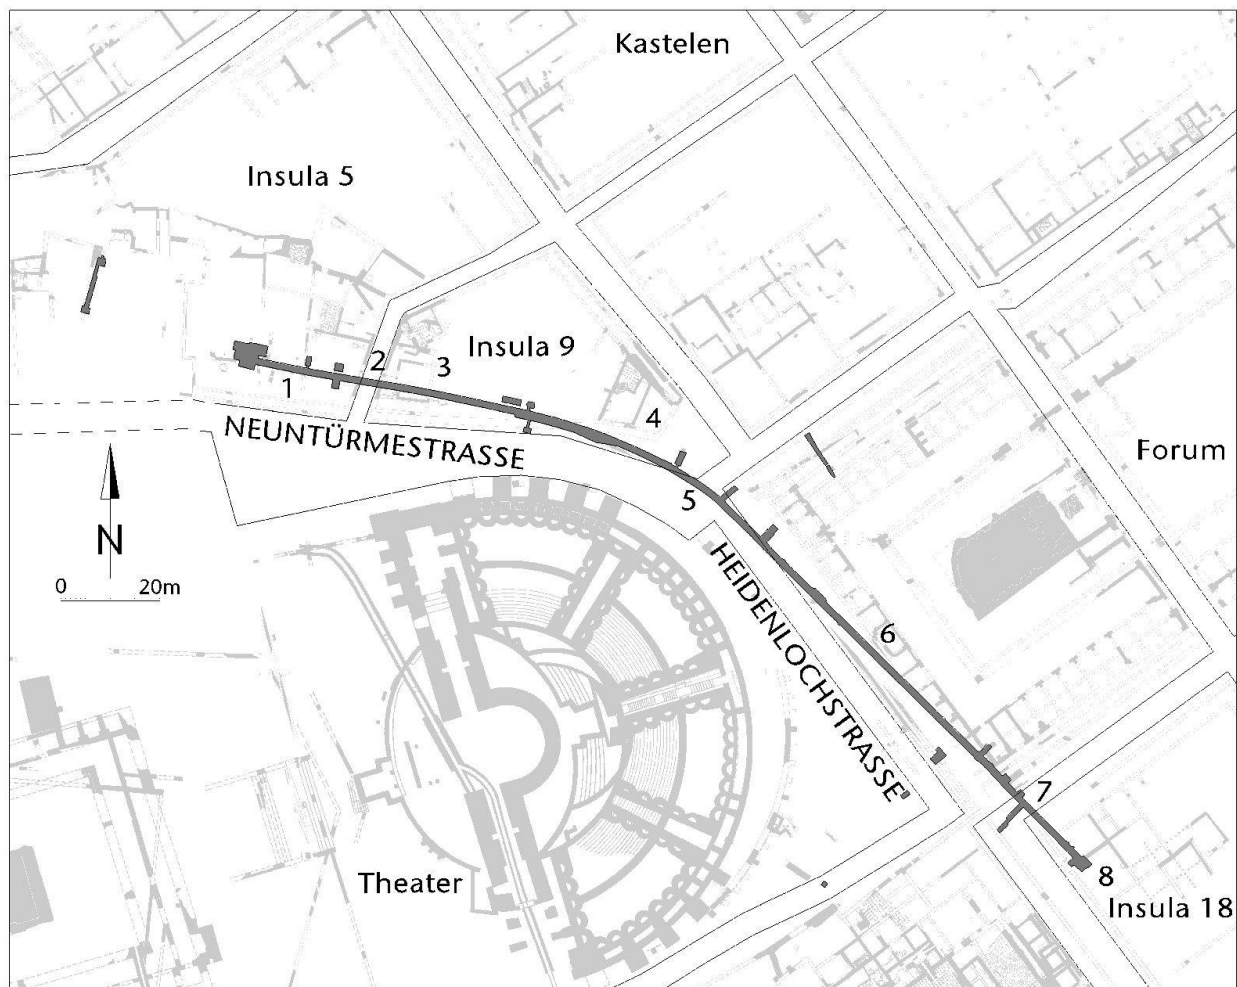 Kastelen
Insula 5
Insula 9
1
2
3
4
5
6
7
8
NEUNTÜRMESTRASSE
HEIDENLOCHSTRASSE
Forum
N
0 20m
Theater
Insula 18